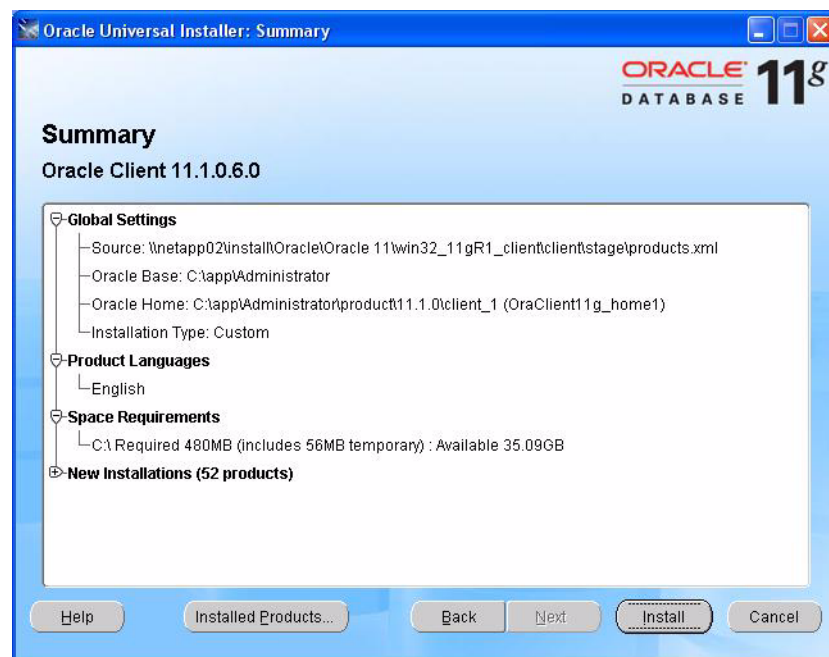 Oracle Universal Installer: Summary
ORACLE
DATABASE
11g
Summary
Oracle Client 11.1.0.6.0
Global Settings
Source: \\netapp02\install\Oracle\Oracle 11\win32_11gR1_client\client\stage\products.xml
Oracle Base: C:\app\Administrator
Oracle Home: C:\app\Administrator\product\11.1.0\client_1 (OraClient11g_home1)
Installation Type: Custom
Product Languages
English
Space Requirements
C:\ Required 480MB (includes 56MB temporary) : Available 35.09GB
New Installations (52 products)
Help
Installed Products...
Back
Next
Install
Cancel